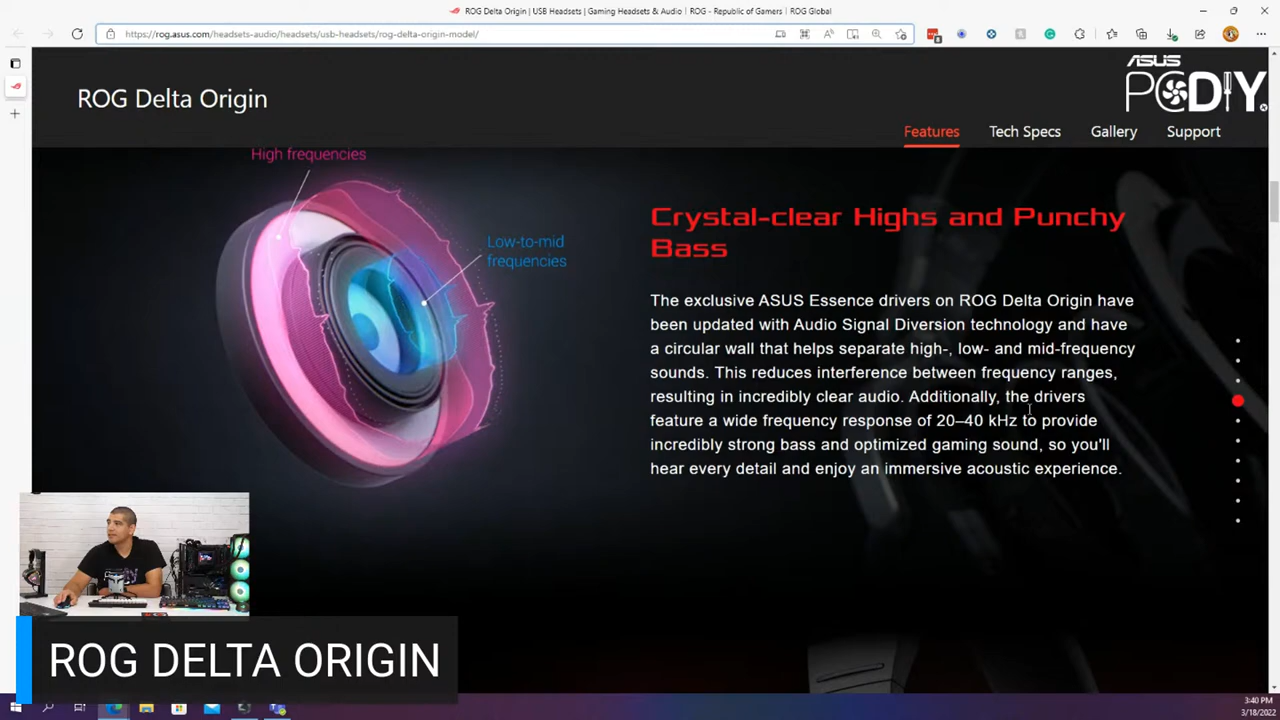 ROG Delta Origin | USB Headsets | Gaming Headsets & Audio | ROG - Republic of Gamers | ROG Global
https://rog.asus.com/headsets-audio/headsets/usb-headsets/rog-delta-origin-model/
ROG Delta Origin
ASUS
PCDIY
Features
Tech Specs
Gallery
Support
High frequencies
Low-to-mid
frequencies
Crystal-clear Highs and Punchy
Bass
The exclusive ASUS Essence drivers on ROG Delta Origin have
been updated with Audio Signal Diversion technology and have
a circular wall that helps separate high-, low- and mid-frequency
sounds. This reduces interference between frequency ranges,
resulting in incredibly clear audio. Additionally, the drivers
feature a wide frequency response of 20–40 kHz to provide
incredibly strong bass and optimized gaming sound, so you'll
hear every detail and enjoy an immersive acoustic experience.
ROG DELTA ORIGIN
3:40 PM
3/18/2022